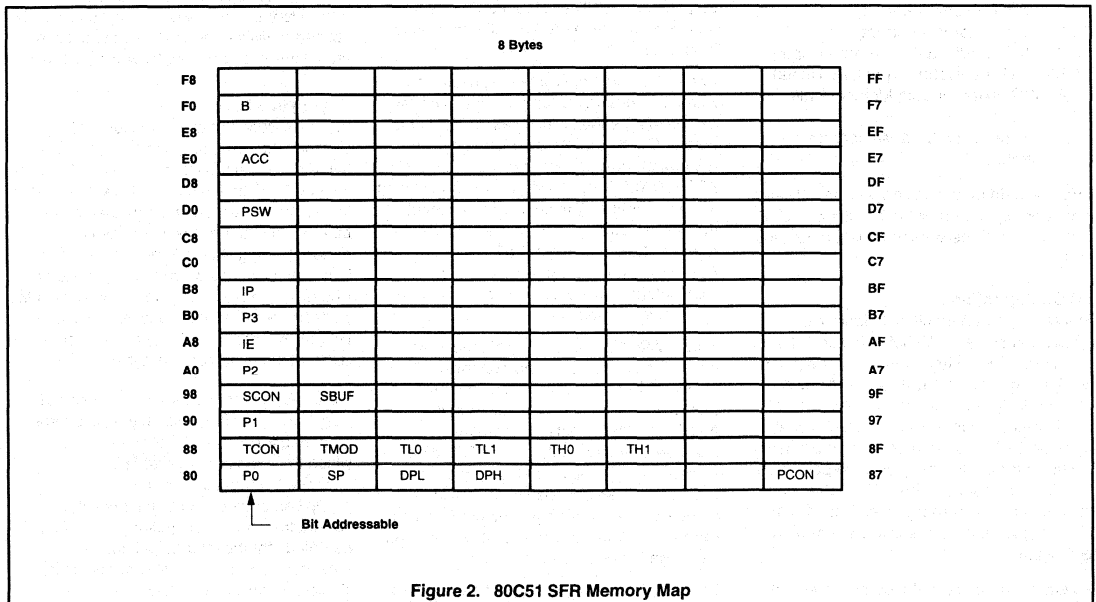 8 Bytes
F8 FF
F0 B F7
E8 EF
E0 ACC E7
D8 DF
D0 PSW D7
C8 CF
C0 C7
B8 IP BF
B0 P3 B7
A8 IE AF
A0 P2 A7
98 SCON SBUF 9F
90 P1 97
88 TCON TMOD TL0 TL1 TH0 TH1 8F
80 P0 SP DPL DPH PCON 87
Bit Addressable
Figure 2. 80C51 SFR Memory Map